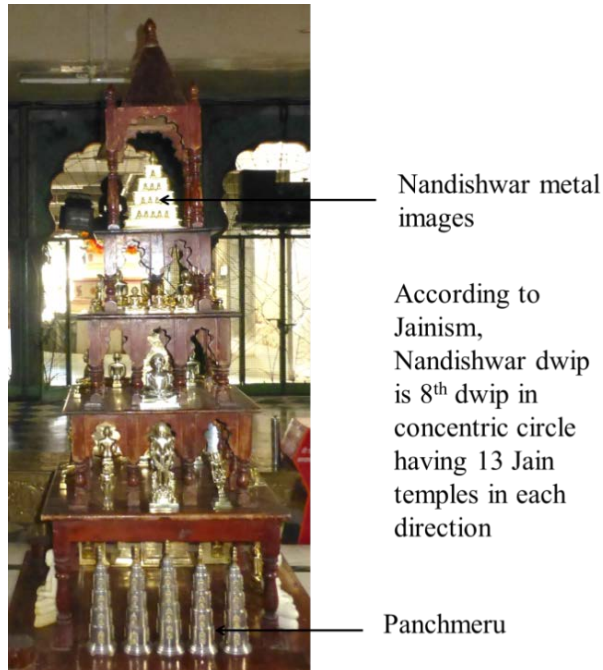 Nandishwar metal
images
According to
Jainism,
Nandishwar dwip
is 8th dwip in
concentric circle
having 13 Jain
temples in each
direction
Panchmeru